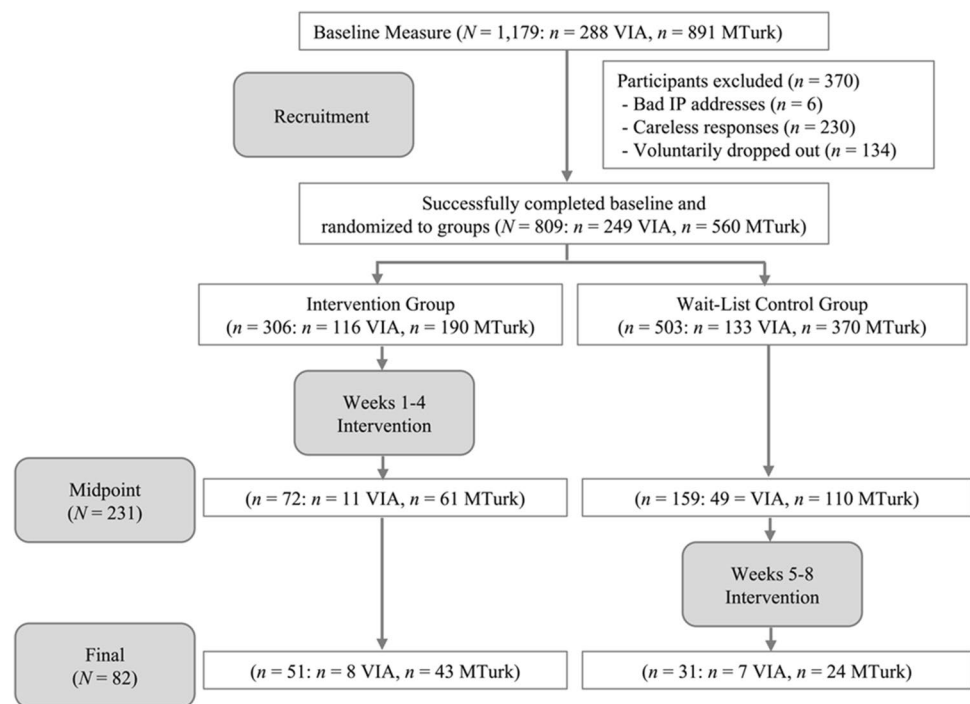 Baseline Measure (N = 1,179: n = 288 VIA, n = 891 MTurk)
Participants excluded (n = 370)
- Bad IP addresses (n = 6)
- Careless responses (n = 230)
- Voluntarily dropped out (n = 134)
Recruitment
Successfully completed baseline and
randomized to groups (N = 809: n = 249 VIA, n = 560 MTurk)
Intervention Group
(n = 306: n = 116 VIA, n = 190 MTurk)
Wait-List Control Group
(n = 503: n = 133 VIA, n = 370 MTurk)
Weeks 1-4
Intervention
Midpoint
(N = 231)
(n = 72: n = 11 VIA, n = 61 MTurk)
(n = 159: 49 = VIA, n = 110 MTurk)
Weeks 5-8
Intervention
Final
(N = 82)
(n = 51: n = 8 VIA, n = 43 MTurk)
(n = 31: n = 7 VIA, n = 24 MTurk)